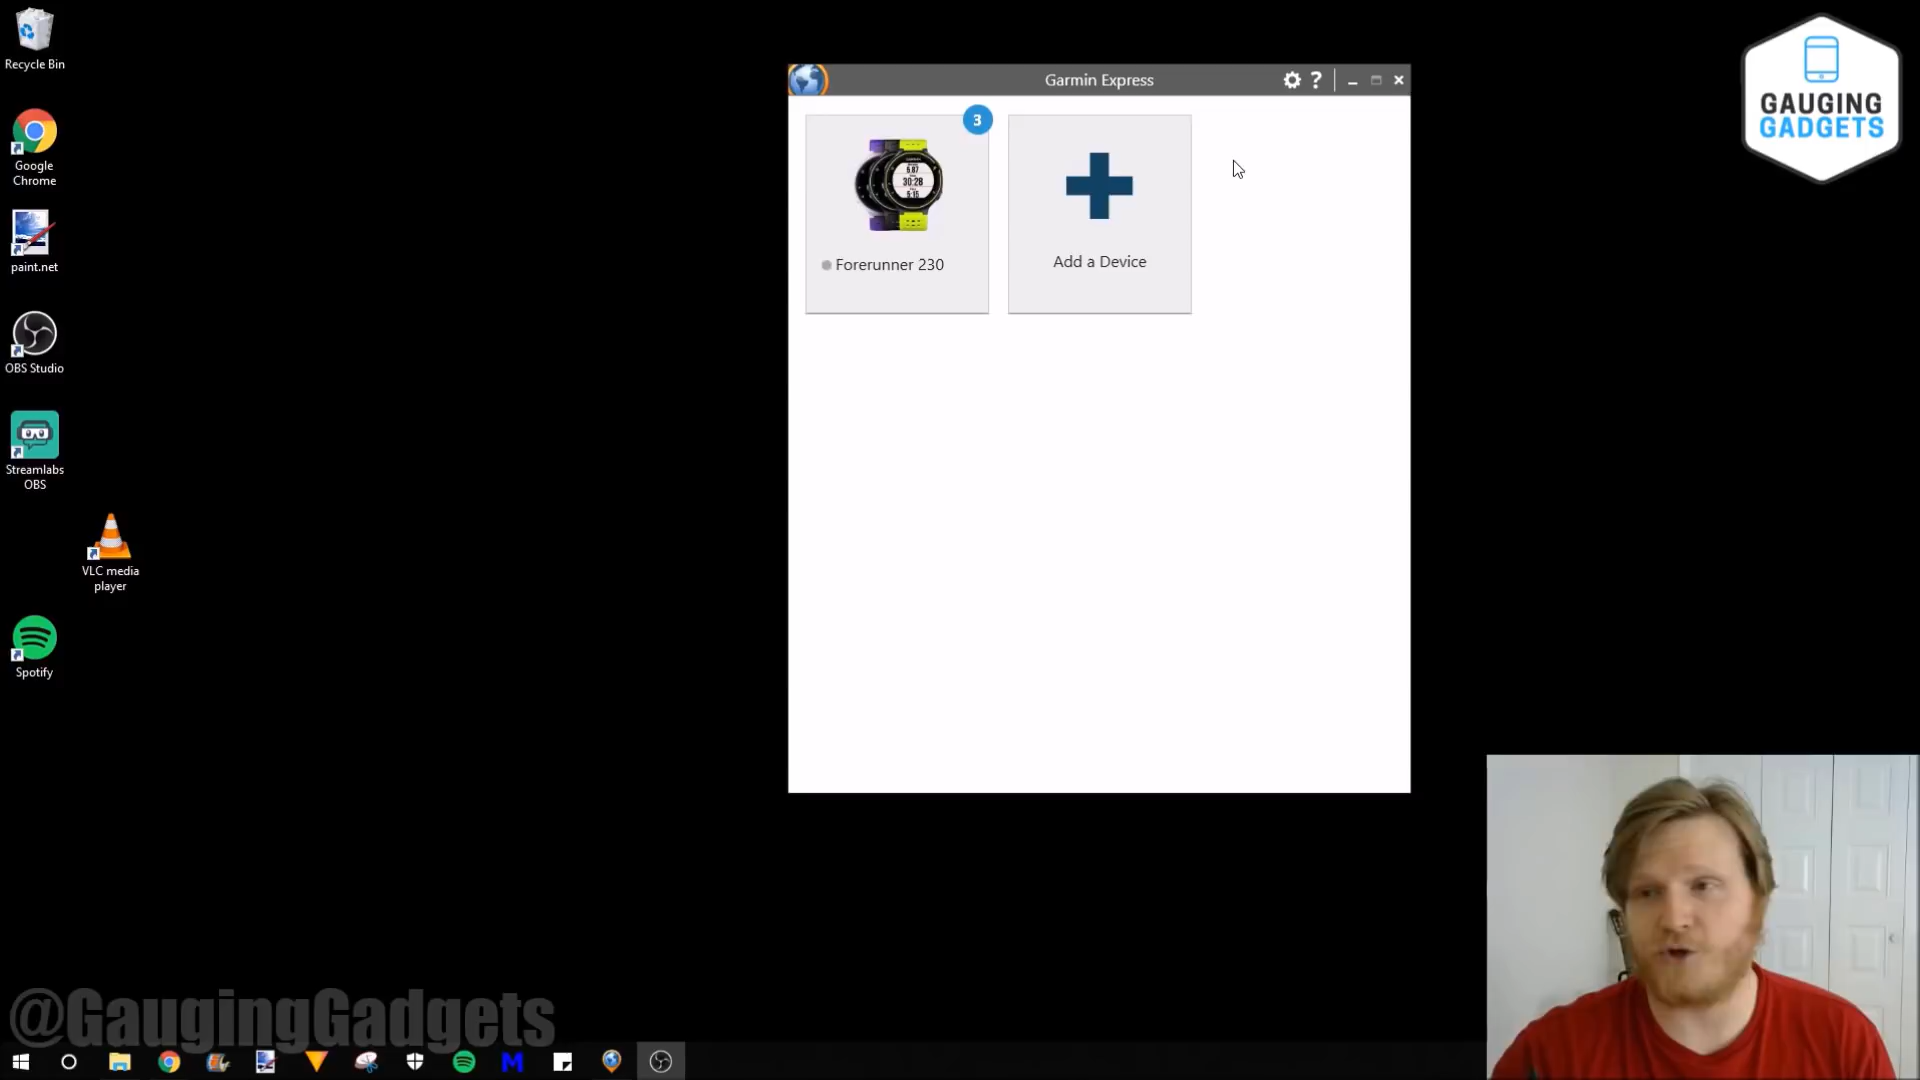 Recycle Bin
Google
Chrome
paint.net
OBS Studio
Streamlabs
OBS
VLC media
player
Spotify
Garmin Express
?
3
Forerunner 230
Add a Device
GAUGING
GADGETS
@GaugingGadgets